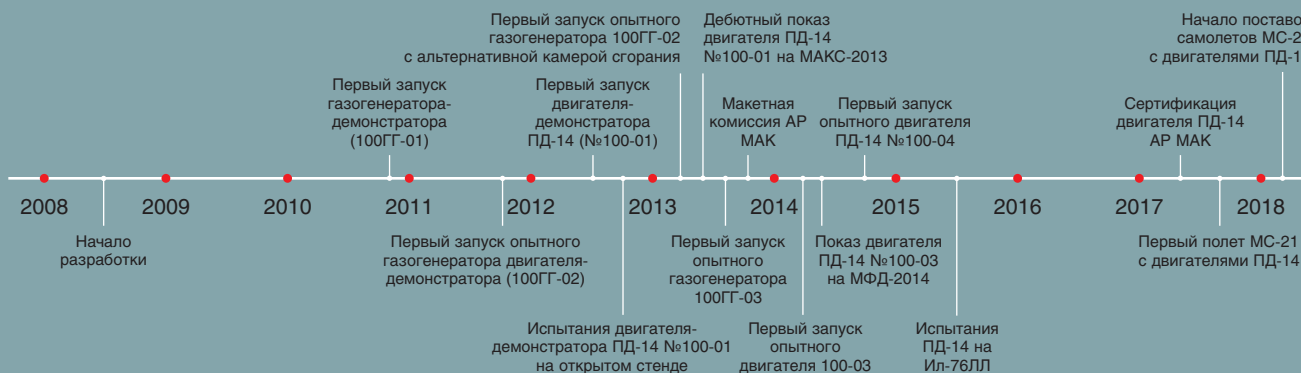 Первый запуск опытного
газогенератора 100ГГ-02
с альтернативной камерой сгорания
Дебютный показ
двигателя ПД-14
№100-01 на МАКС-2013
Начало
самолетов
с двигателями
Первый запуск
газогенератора-
демонстратора
(100ГГ-01)
Первый запуск
двигателя-
демонстратора
ПД-14 (№100-01)
Макетная
комиссия АР
МАК
Первый запуск
опытного двигателя
ПД-14 №100-04
Сертификация
двигателя ПД-14
АР МАК
2008
2009
2010
2011
2012
2013
2014
2015
2016
2017
2018
Начало
разработки
Первый запуск опытного
газогенератора двигателя-
демонстратора (100ГГ-02)
Первый запуск
опытного
газогенератора
100ГГ-03
Показ двигателя
ПД-14 №100-03
на МФД-2014
Первый полет МС-21
с двигателями ПД-14
Испытания двигателя-
демонстратора ПД-14 №100-01
на открытом стенде
Первый запуск
опытного
двигателя 100-03
Испытания
ПД-14 на
Ил-76ЛЛ